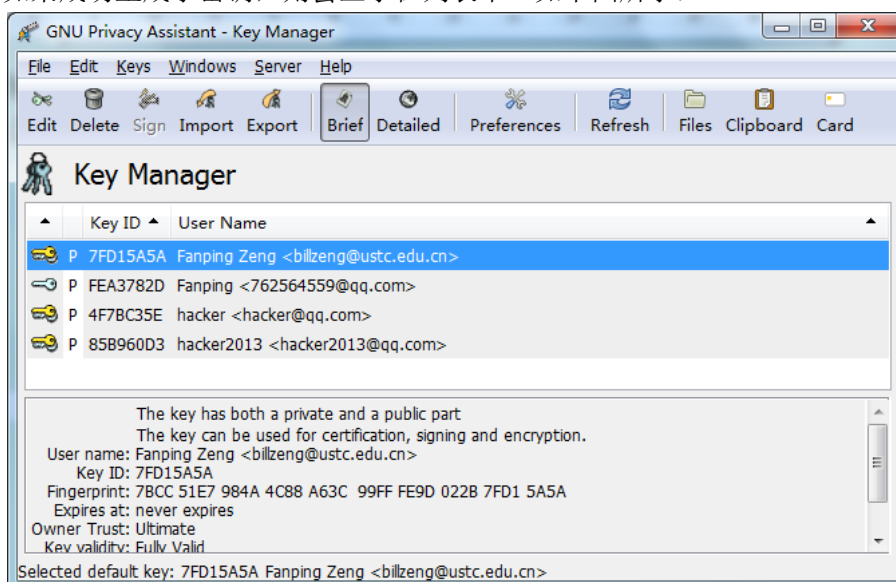 GNU Privacy Assistant - Key Manager
File Edit Keys Windows Server Help
Edit Delete Sign Import Export Brief Detailed Preferences Refresh Files Clipboard Card
Key Manager
Key ID User Name
P 7FD15A5A Fanping Zeng <billzeng@ustc.edu.cn>
P FEA3782D Fanping <762564559@qq.com>
P 4F7BC35E hacker <hacker@qq.com>
P 85B960D3 hacker2013 <hacker2013@qq.com>
The key has both a private and a public part
The key can be used for certification, signing and encryption.
User name: Fanping Zeng <billzeng@ustc.edu.cn>
Key ID: 7FD15A5A
Fingerprint: 7BCC 51E7 984A 4C88 A63C 99FF FE9D 022B 7FD1 5A5A
Expires at: never expires
Owner Trust: Ultimate
Key validity: Fully Valid
Selected default key: 7FD15A5A Fanping Zeng <billzeng@ustc.edu.cn>